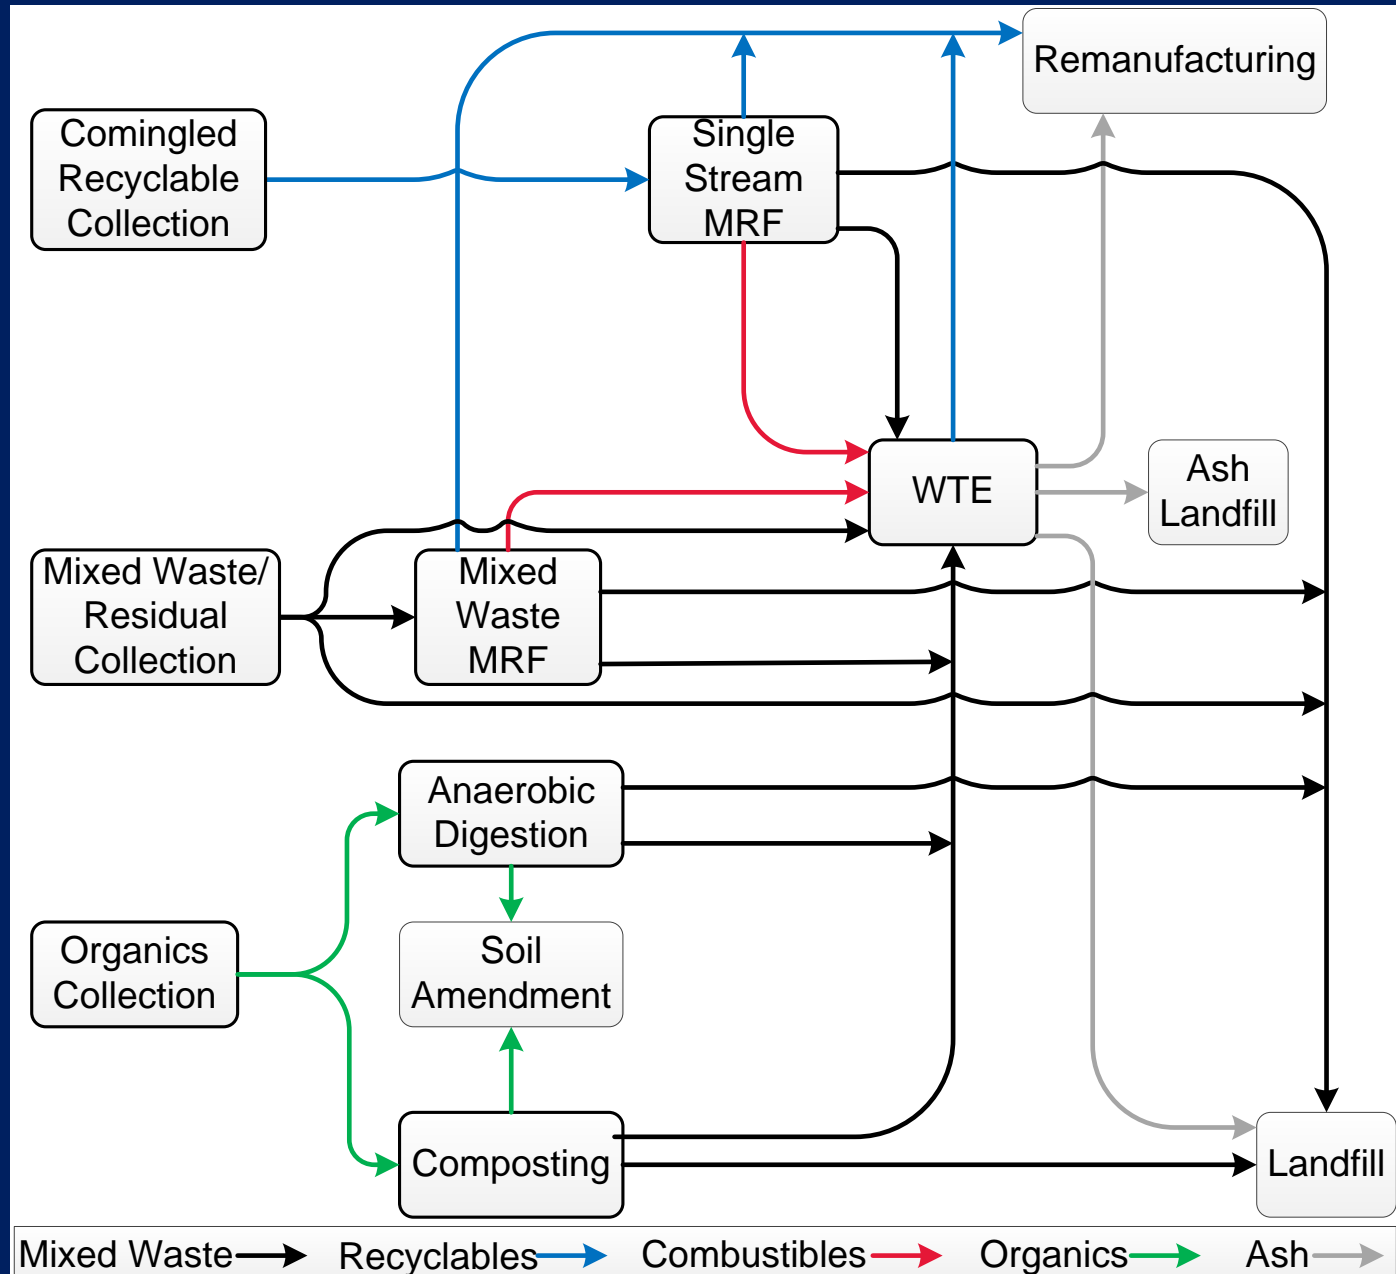 Remanufacturing
Comingled
Recyclable
Collection
Single
Stream
MRF
WTE
Ash
Landfill
Mixed Waste/
Residual
Collection
Mixed
Waste
MRF
Anaerobic
Digestion
Organics
Collection
Soil
Amendment
Composting
Landfill
Mixed Waste Recyclables Combustibles Organics Ash